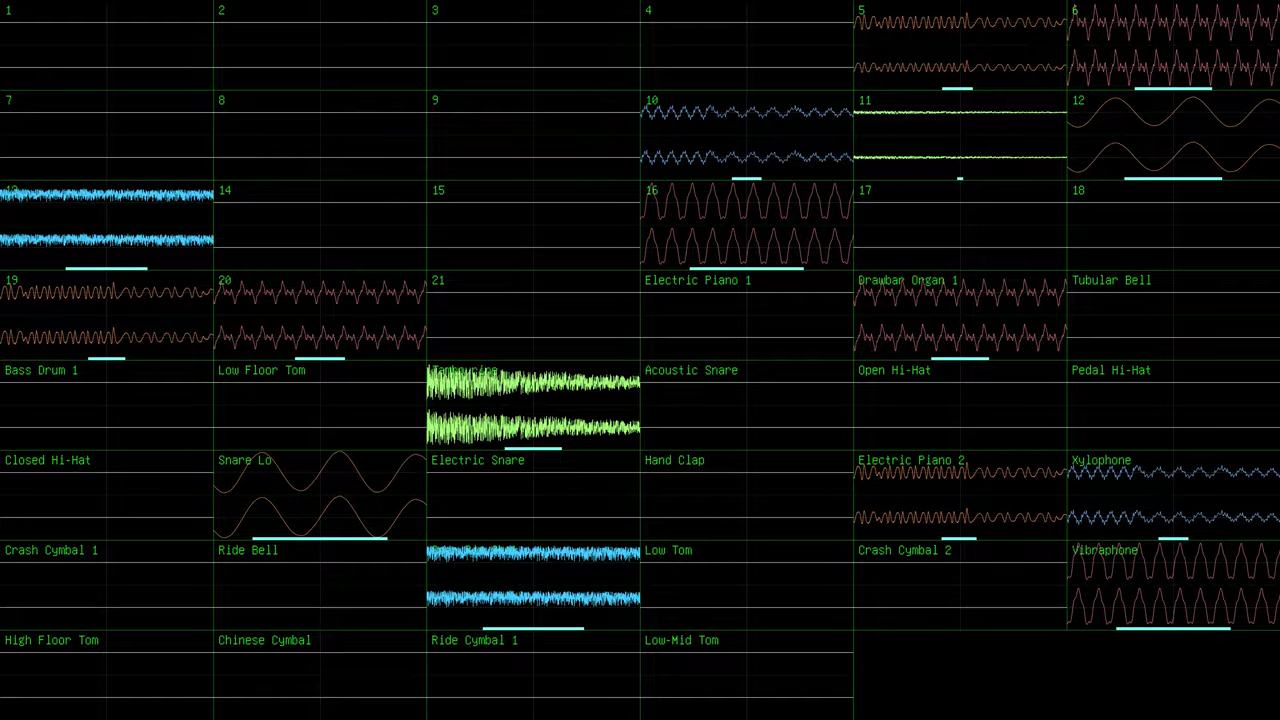 1
2
3
4
5
6
7
8
9
10
11
12
13
14
15
16
17
18
19
20
21
Electric Piano 1
Drawbar Organ 1
Tubular Bell
Bass Drum 1
Low Floor Tom
Tambourine
Acoustic Snare
Open Hi-Hat
Pedal Hi-Hat
Closed Hi-Hat
Snare Lo
Electric Snare
Hand Clap
Electric Piano 2
Xylophone
Crash Cymbal 1
Ride Bell
Low Tom
Crash Cymbal 2
Vibraphone
High Floor Tom
Chinese Cymbal
Ride Cymbal 1
Low-Mid Tom